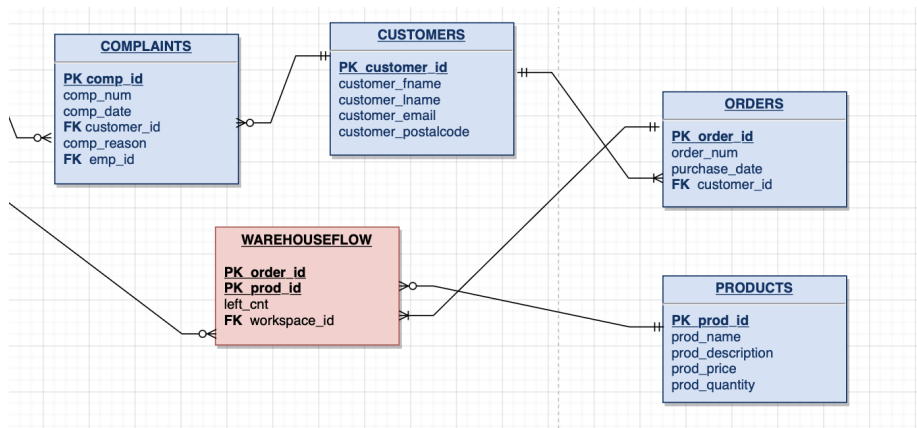 COMPLAINTS
PK comp_id
comp_num
comp_date
FK customer_id
comp_reason
FK emp_id
CUSTOMERS
PK customer_id
customer_fname
customer_lname
customer_email
customer_postalcode
ORDERS
PK order_id
order_num
purchase_date
FK customer_id
WAREHOUSEFLOW
PK order_id
PK prod_id
left_cnt
FK workspace_id
PRODUCTS
PK prod_id
prod_name
prod_description
prod_price
prod_quantity